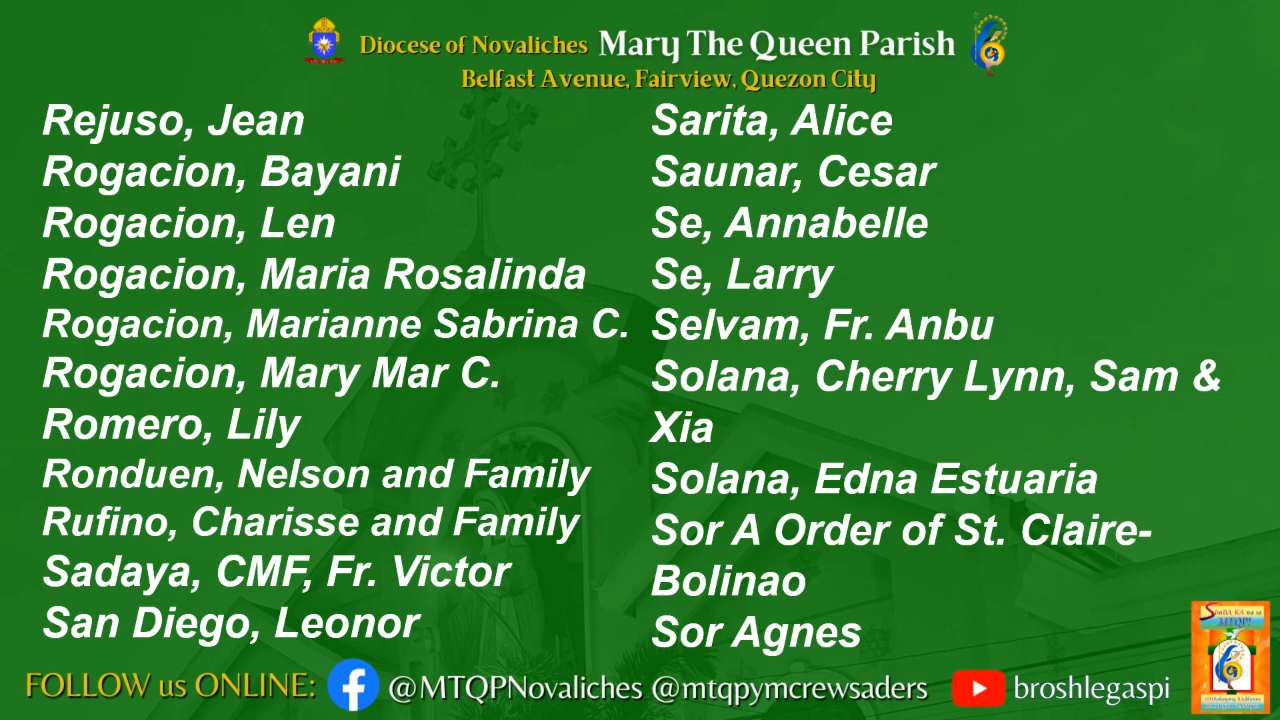 Diocese of Novaliches Mary The Queen Parish
Belfast Avenue, Fairview, Quezon City
Rejuso, Jean
Rogacion, Bayani
Rogacion, Len
Rogacion, Maria Rosalinda
Rogacion, Marianne Sabrina C.
Rogacion, Mary Mar C.
Romero, Lily
Ronduen, Nelson and Family
Rufino, Charisse and Family
Sadaya, CMF, Fr. Victor
San Diego, Leonor
Sarita, Alice
Saunar, Cesar
Se, Annabelle
Se, Larry
Selvam, Fr. Anbu
Solana, Cherry Lynn, Sam &
Xia
Solana, Edna Estuaria
Sor A Order of St. Claire-
Bolinao
Sor Agnes
FOLLOW us ONLINE: @MTQPNovaliches @mtqpymcrewsaders broshlegaspi
KA na sa
MTQP!